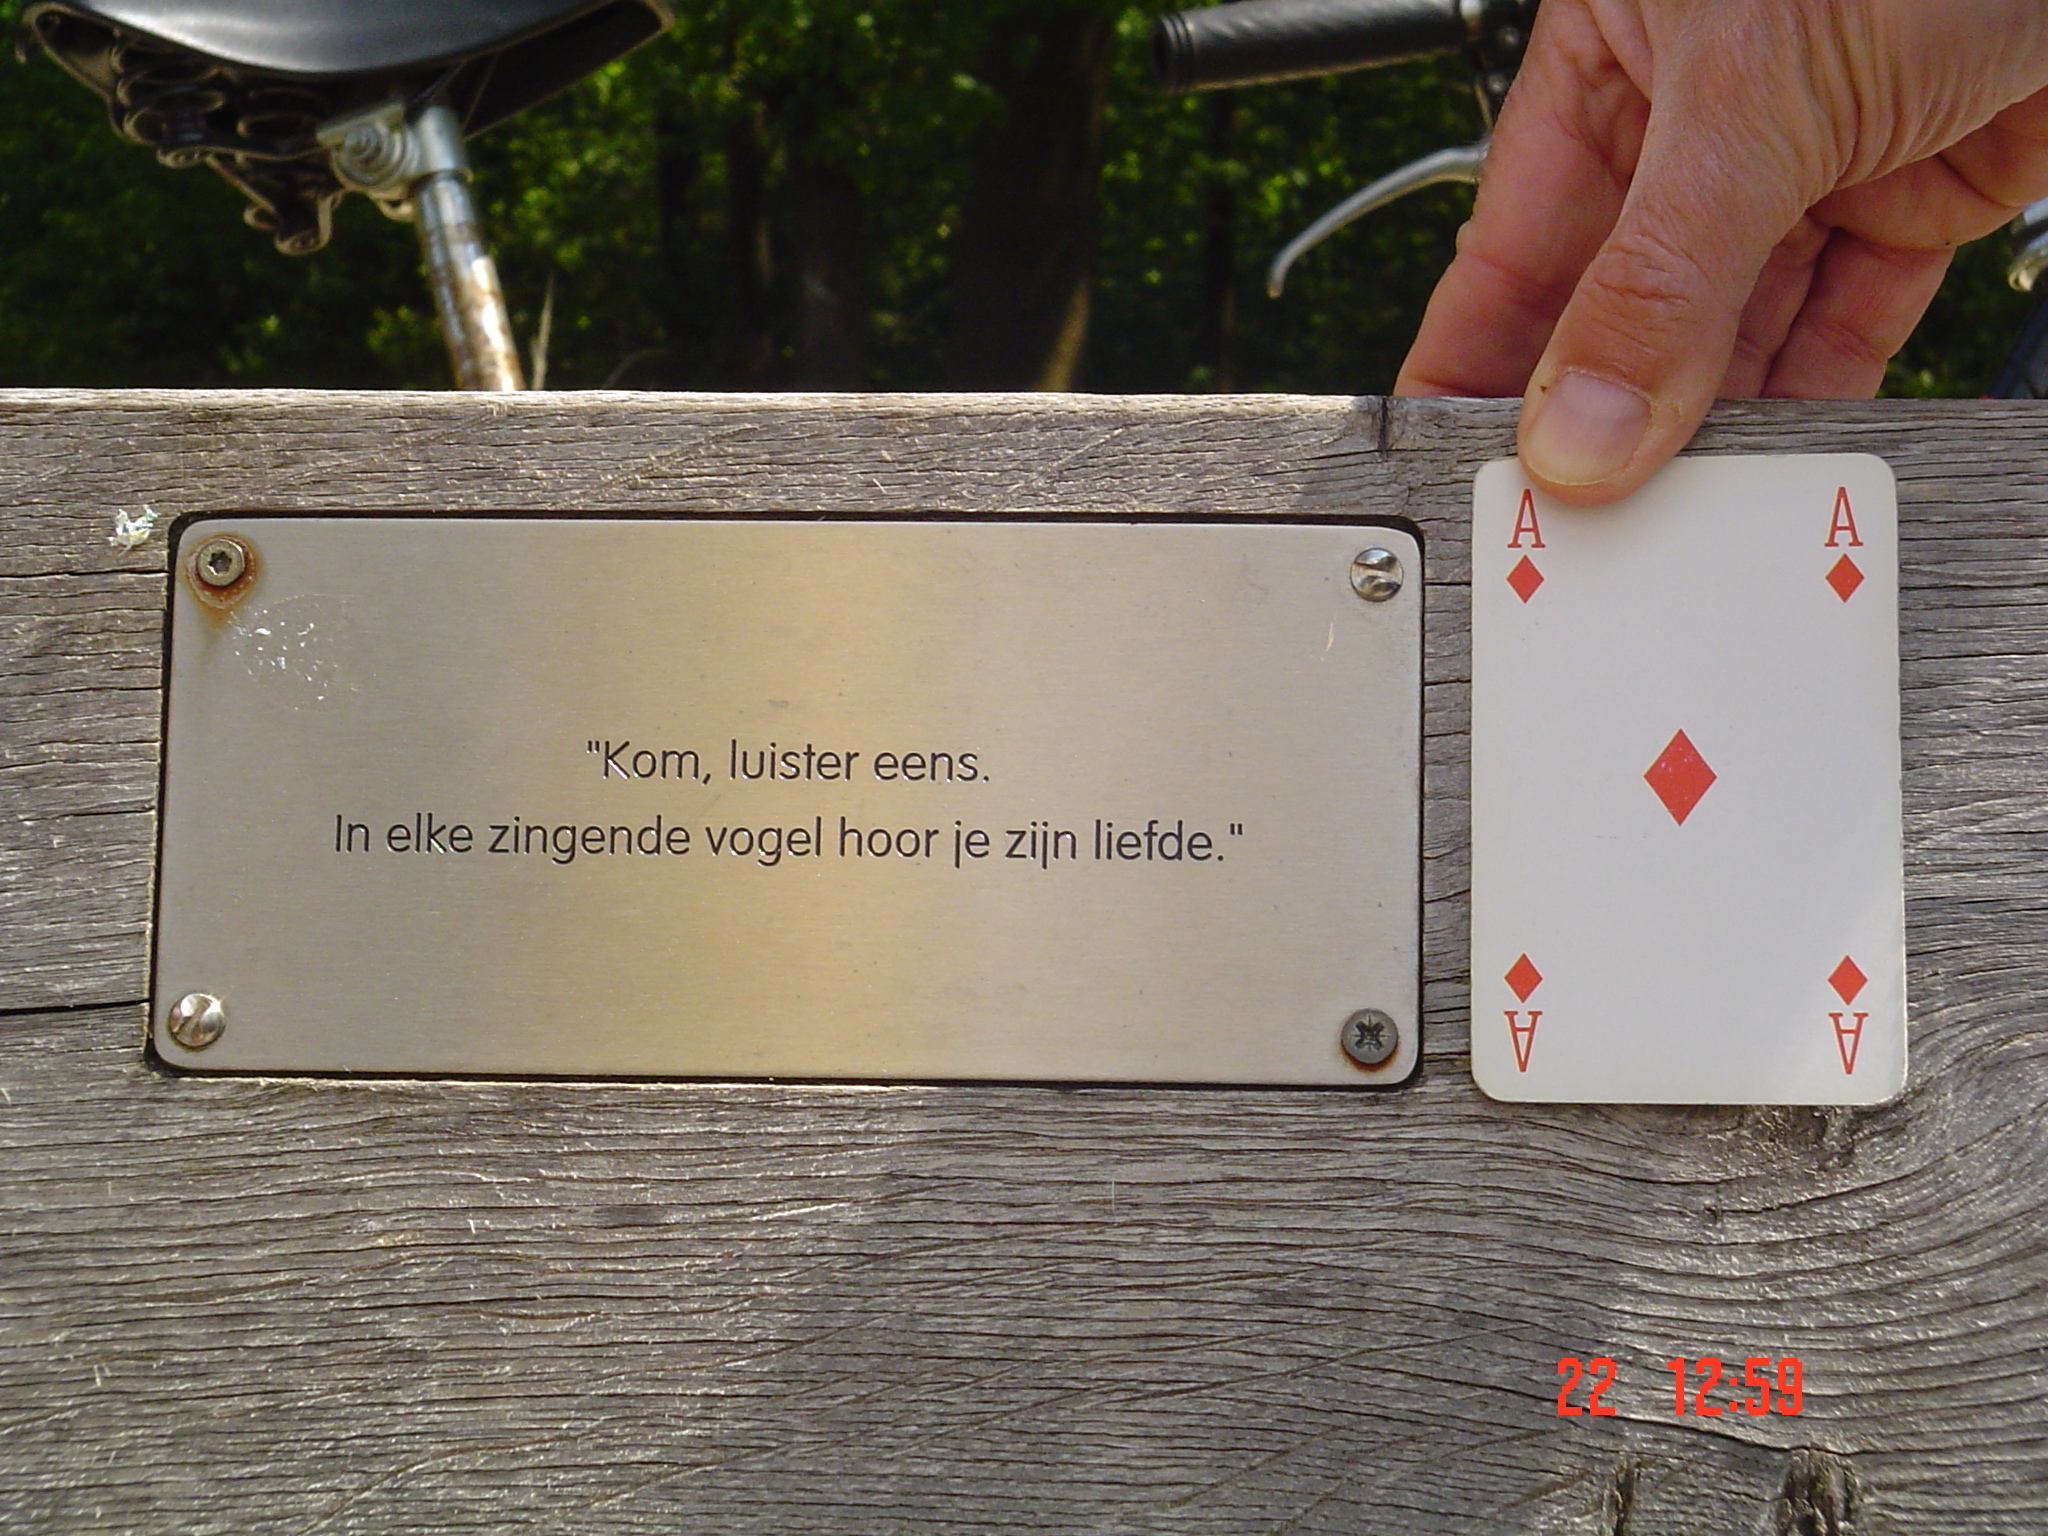 "Kom, luister eens.
In elke zingende vogel hoor je zijn liefde."
A A
A A
22 12:59